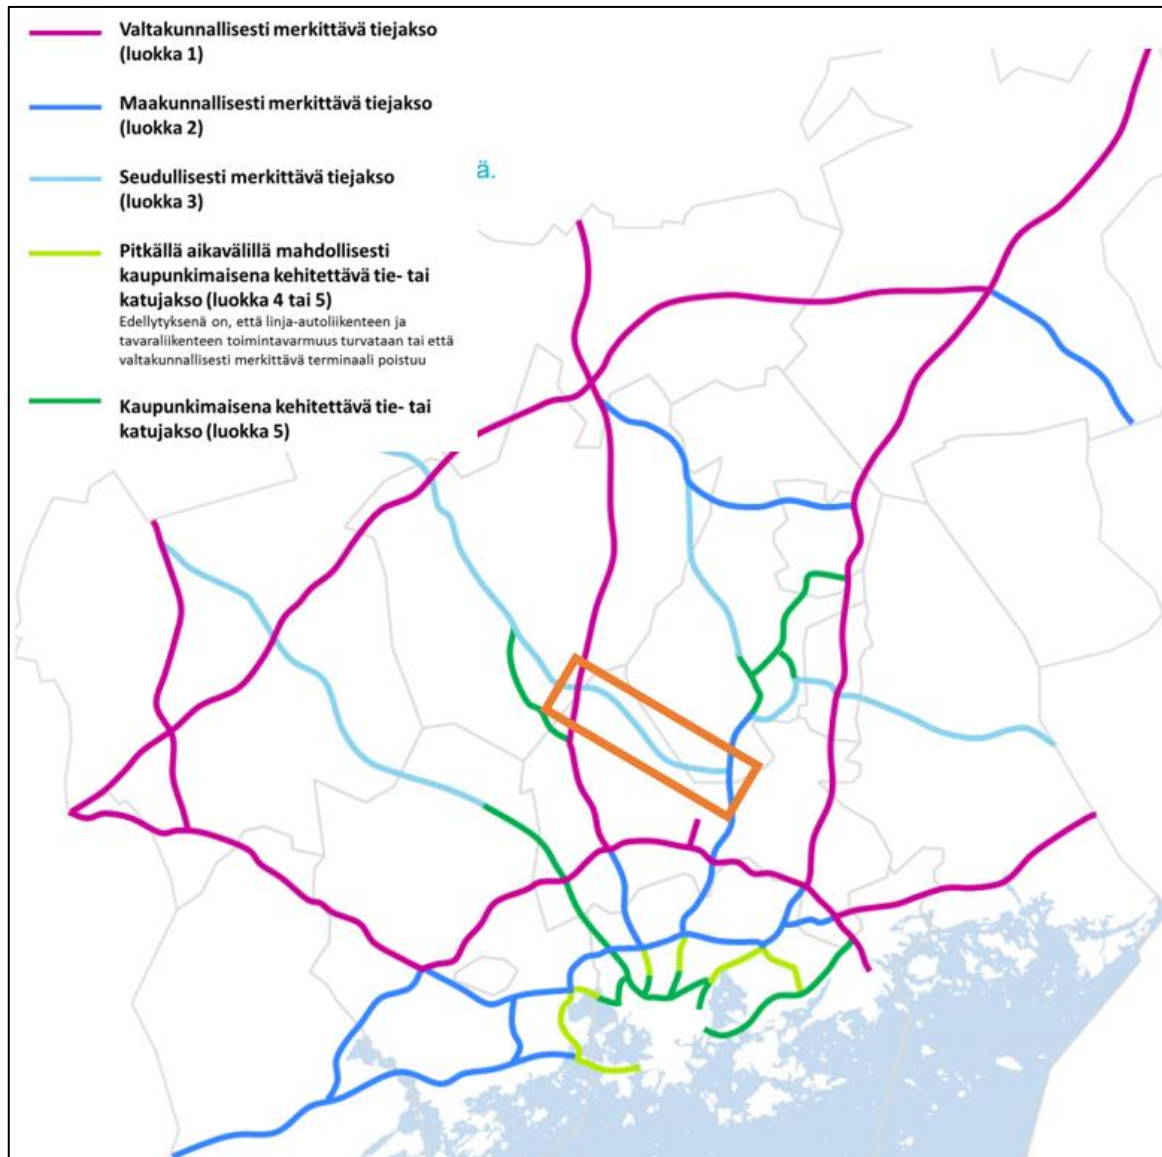 Valtakunnallisesti merkittävä tiejakso
(luokka 1)
Maakunnallisesti merkittävä tiejakso
(luokka 2)
ä.
Seudullisesti merkittävä tiejakso
(luokka 3)
Pitkällä aikavälillä mahdollisesti
kaupunkimaisena kehitettävä tie- tai
katujakso (luokka 4 tai 5)
Edellytyksenä on, että linja-autoliikenteen ja
tavaraliikenteen toimintavarmuus turvataan tai että
valtakunnallisesti merkittävä terminaali poistuu
Kaupunkimaisena kehitettävä tie- tai
katujakso (luokka 5)